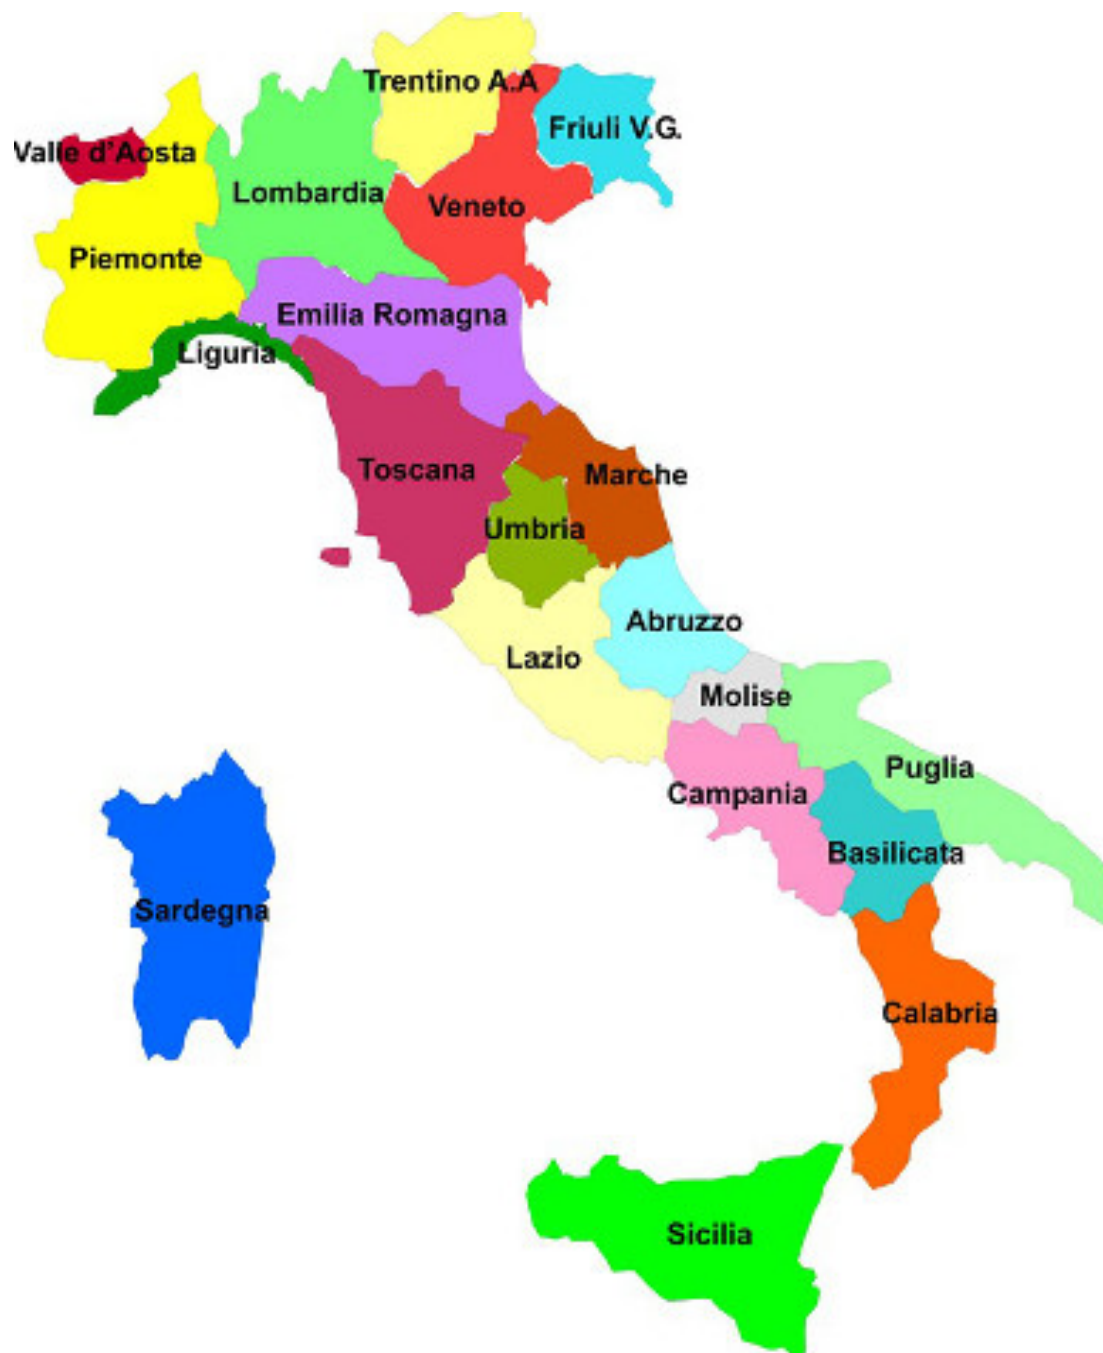 Trentino A.A
Friuli V.G.
Valle d'Aosta
Lombardia
Veneto
Piemonte
Emilia Romagna
Liguria
Toscana
Marche
Umbria
Abruzzo
Lazio
Molise
Puglia
Campania
Basilicata
Sardegna
Calabria
Sicilia